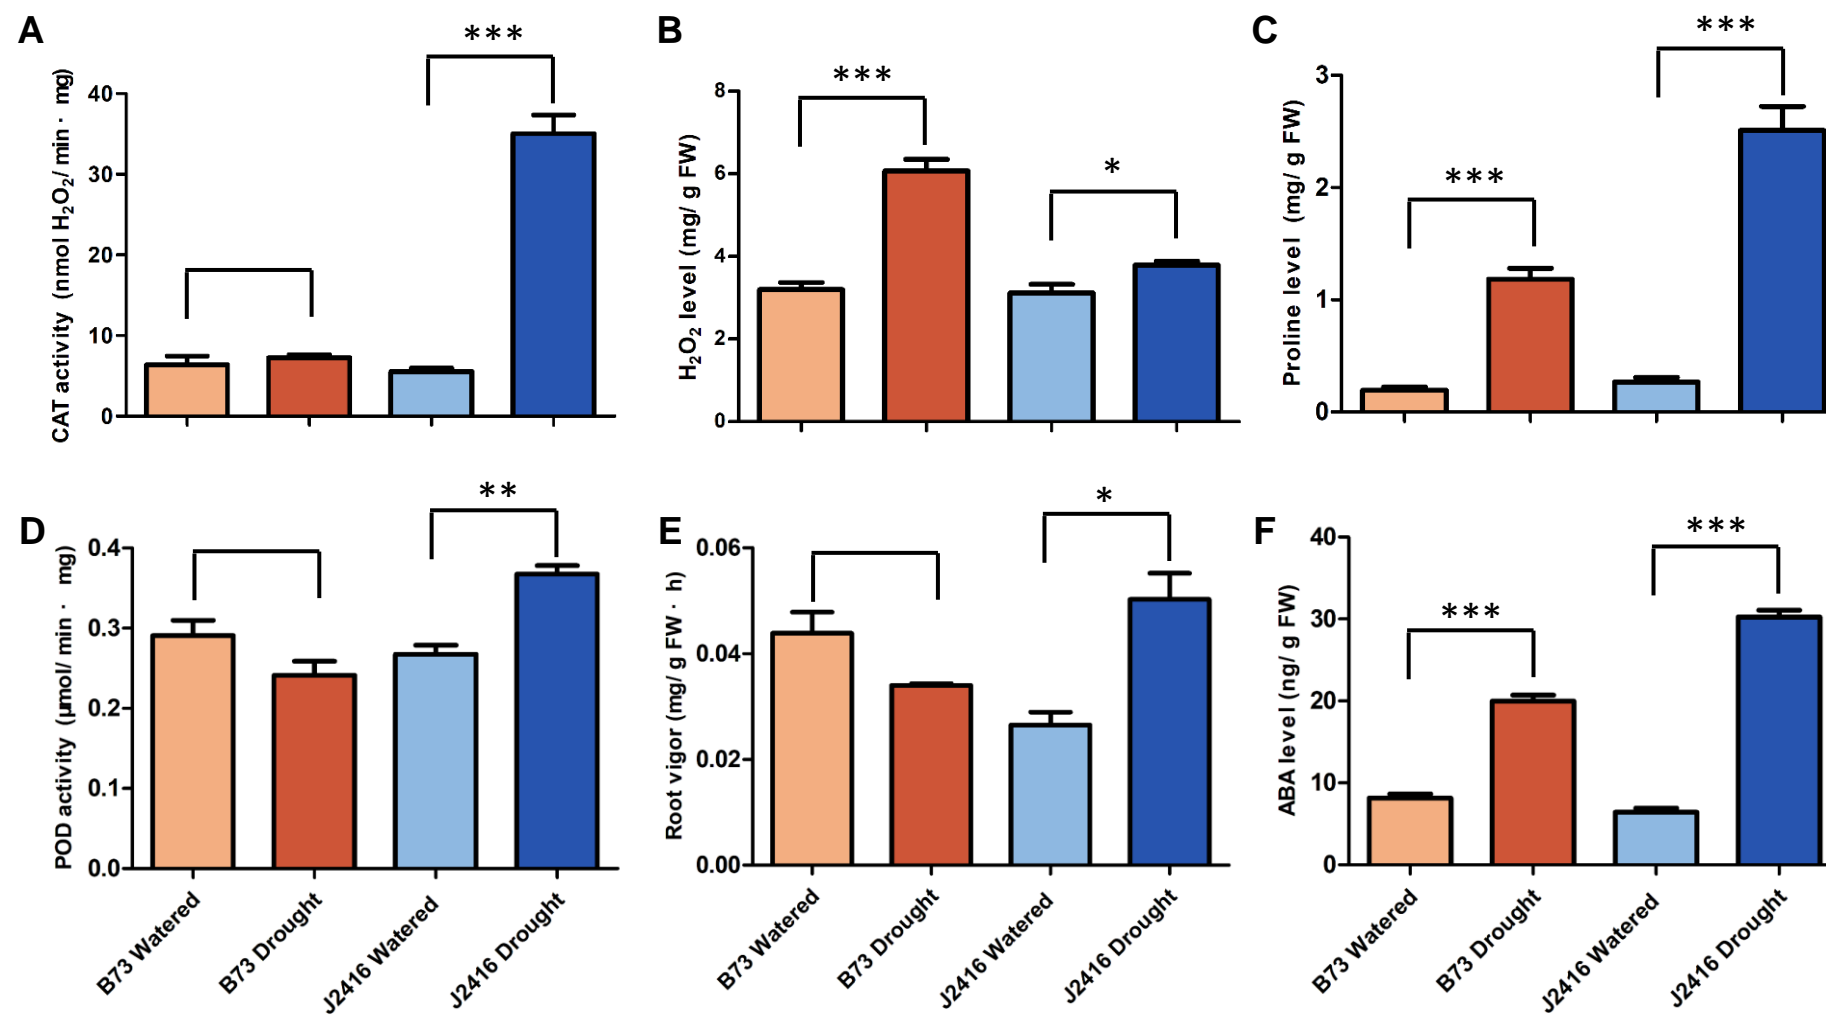 A
***
CAT activity (nmol H₂O₂/ min · mg)
40
30
20
10
0
B
***
*
H₂O₂ level (mg/ g FW)
8
6
4
2
0
C
***
***
Proline level (mg/ g FW)
3
2
1
0
D
**
POD activity (μmol/ min · mg)
0.4
0.3
0.2
0.1
0.0
B73 Watered
B73 Drought
J2416 Watered
J2416 Drought
E
*
Root vigor (mg/ g FW · h)
0.06
0.04
0.02
0.00
B73 Watered
B73 Drought
J2416 Watered
J2416 Drought
F
***
***
ABA level (ng/ g FW)
40
30
20
10
0
B73 Watered
B73 Drought
J2416 Watered
J2416 Drought